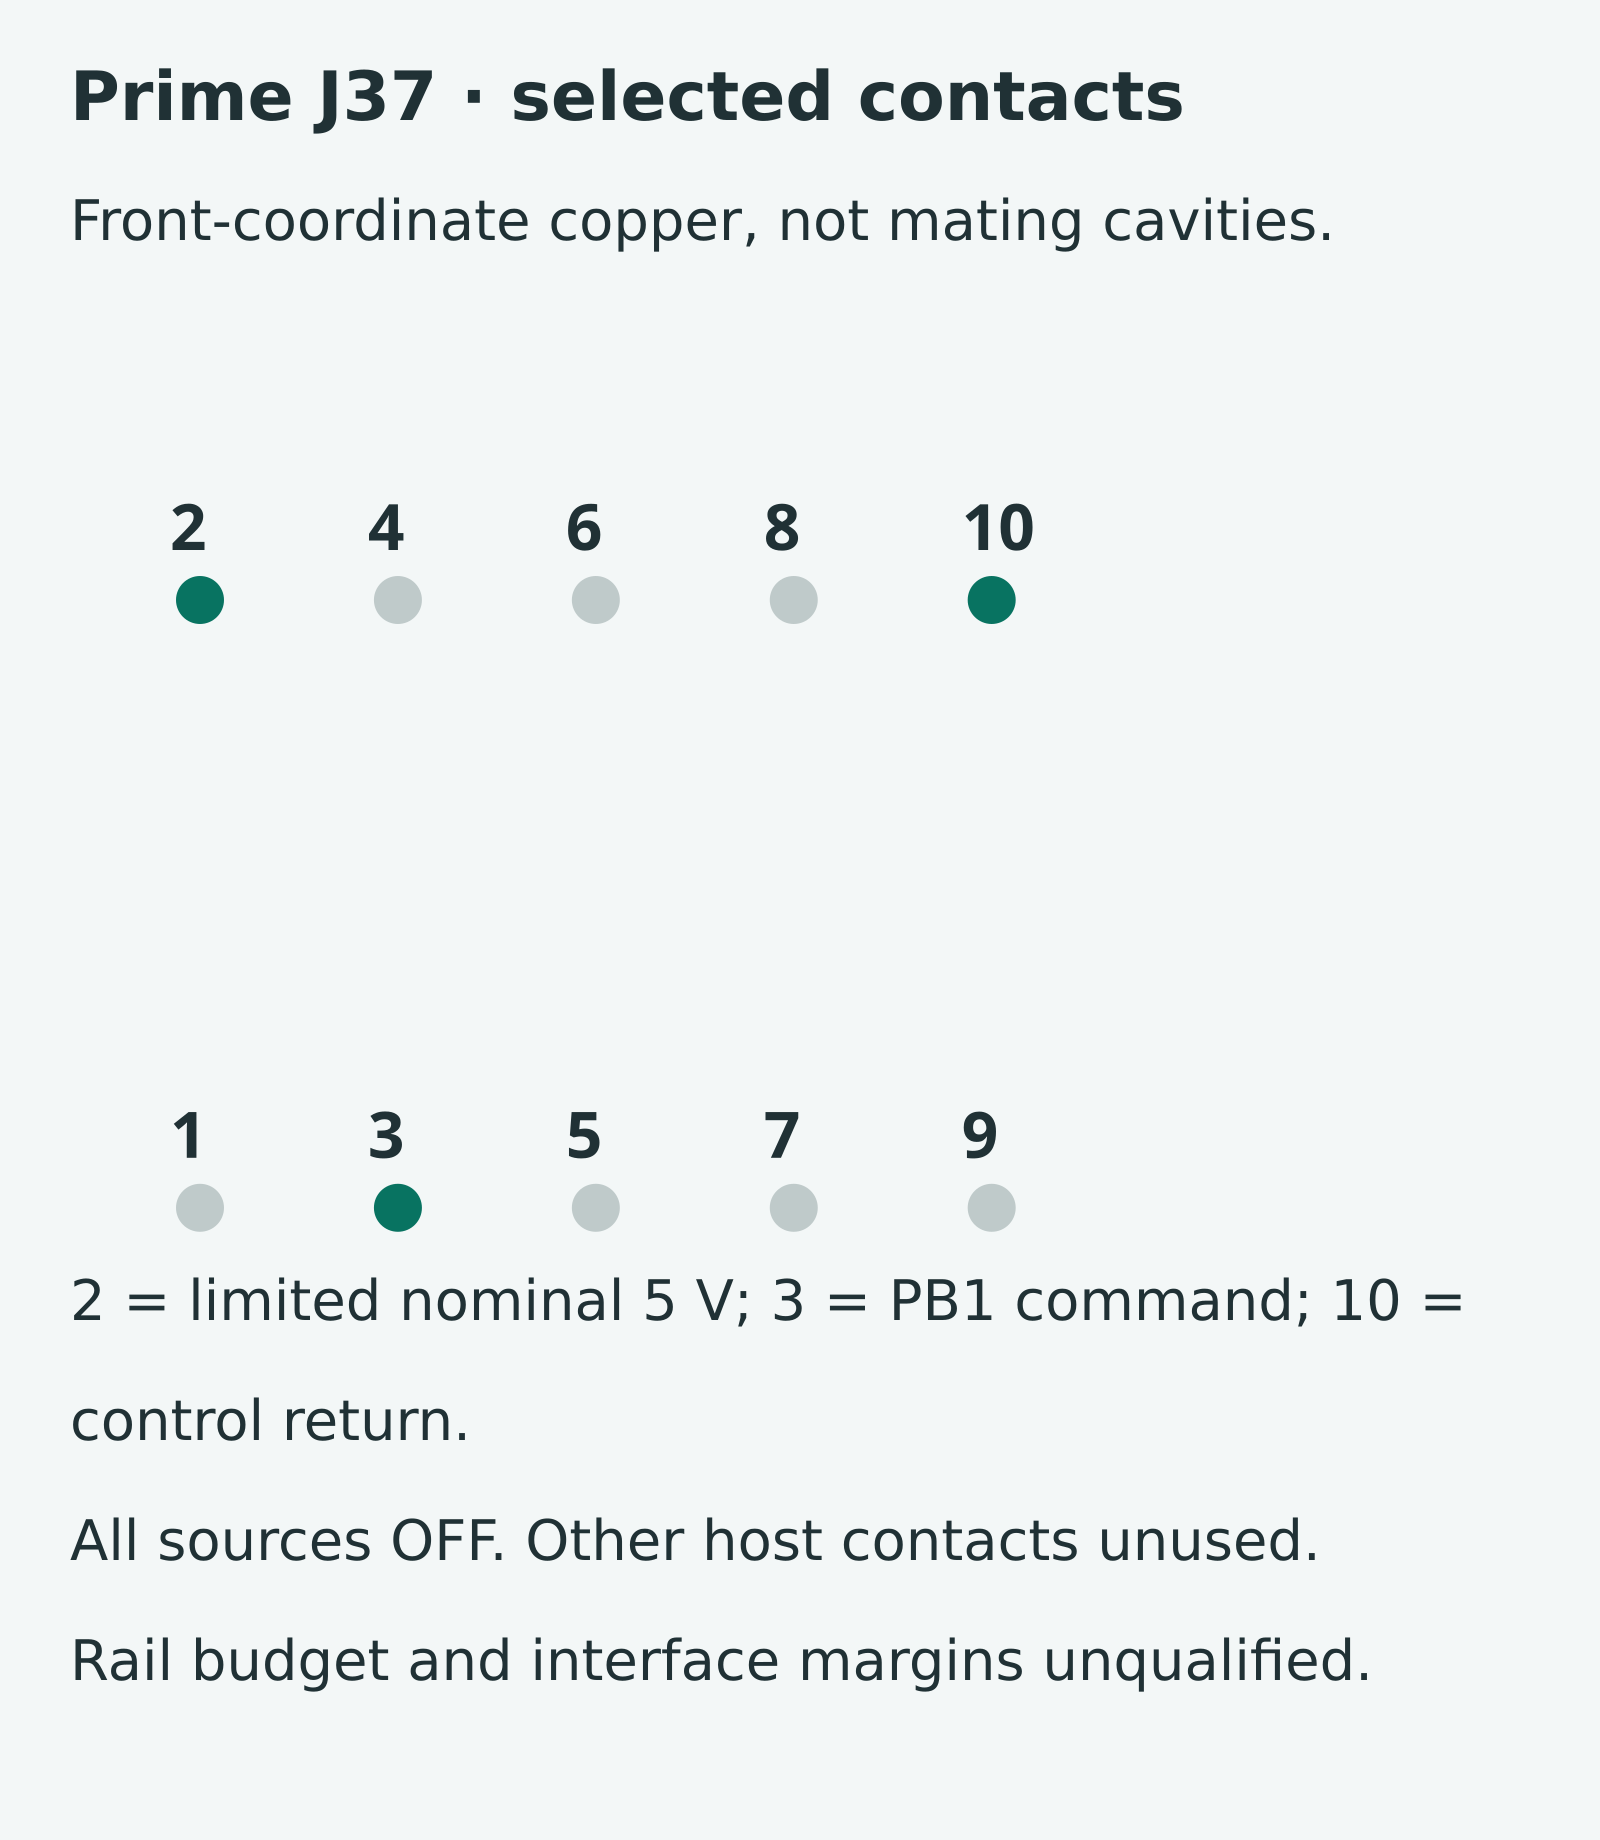 Prime J37 · selected contacts
Front-coordinate copper, not mating cavities.
2 4 6 8 10
1 3 5 7 9
2 = limited nominal 5 V; 3 = PB1 command; 10 =
control return.
All sources OFF. Other host contacts unused.
Rail budget and interface margins unqualified.